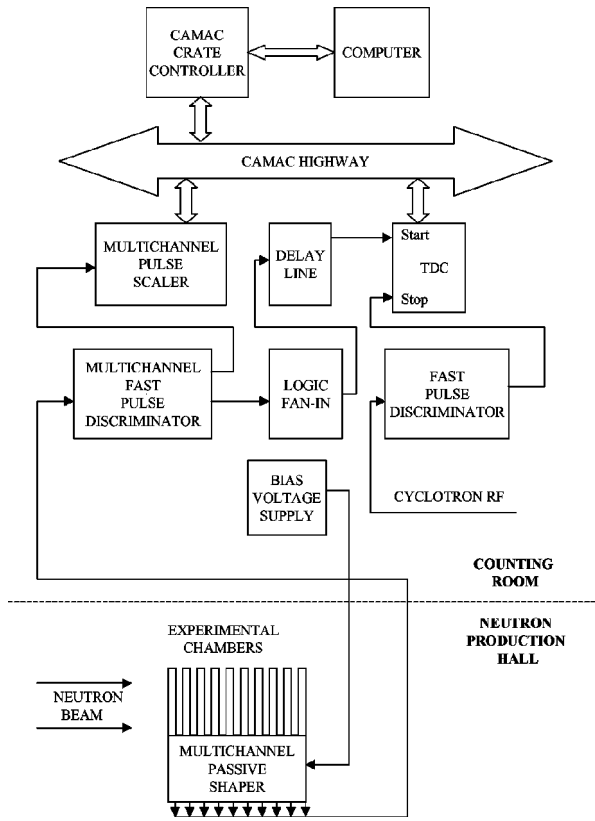 CAMAC
CRATE
CONTROLLER
COMPUTER
CAMAC HIGHWAY
MULTICHANNEL
PULSE
SCALER
DELAY
LINE
Start
TDC
Stop
MULTICHANNEL
FAST
PULSE
DISCRIMINATOR
LOGIC
FAN-IN
FAST
PULSE
DISCRIMINATOR
BIAS
VOLTAGE
SUPPLY
CYCLOTRON RF
COUNTING
ROOM
NEUTRON
PRODUCTION
HALL
EXPERIMENTAL
CHAMBERS
NEUTRON
BEAM
MULTICHANNEL
PASSIVE
SHAPER